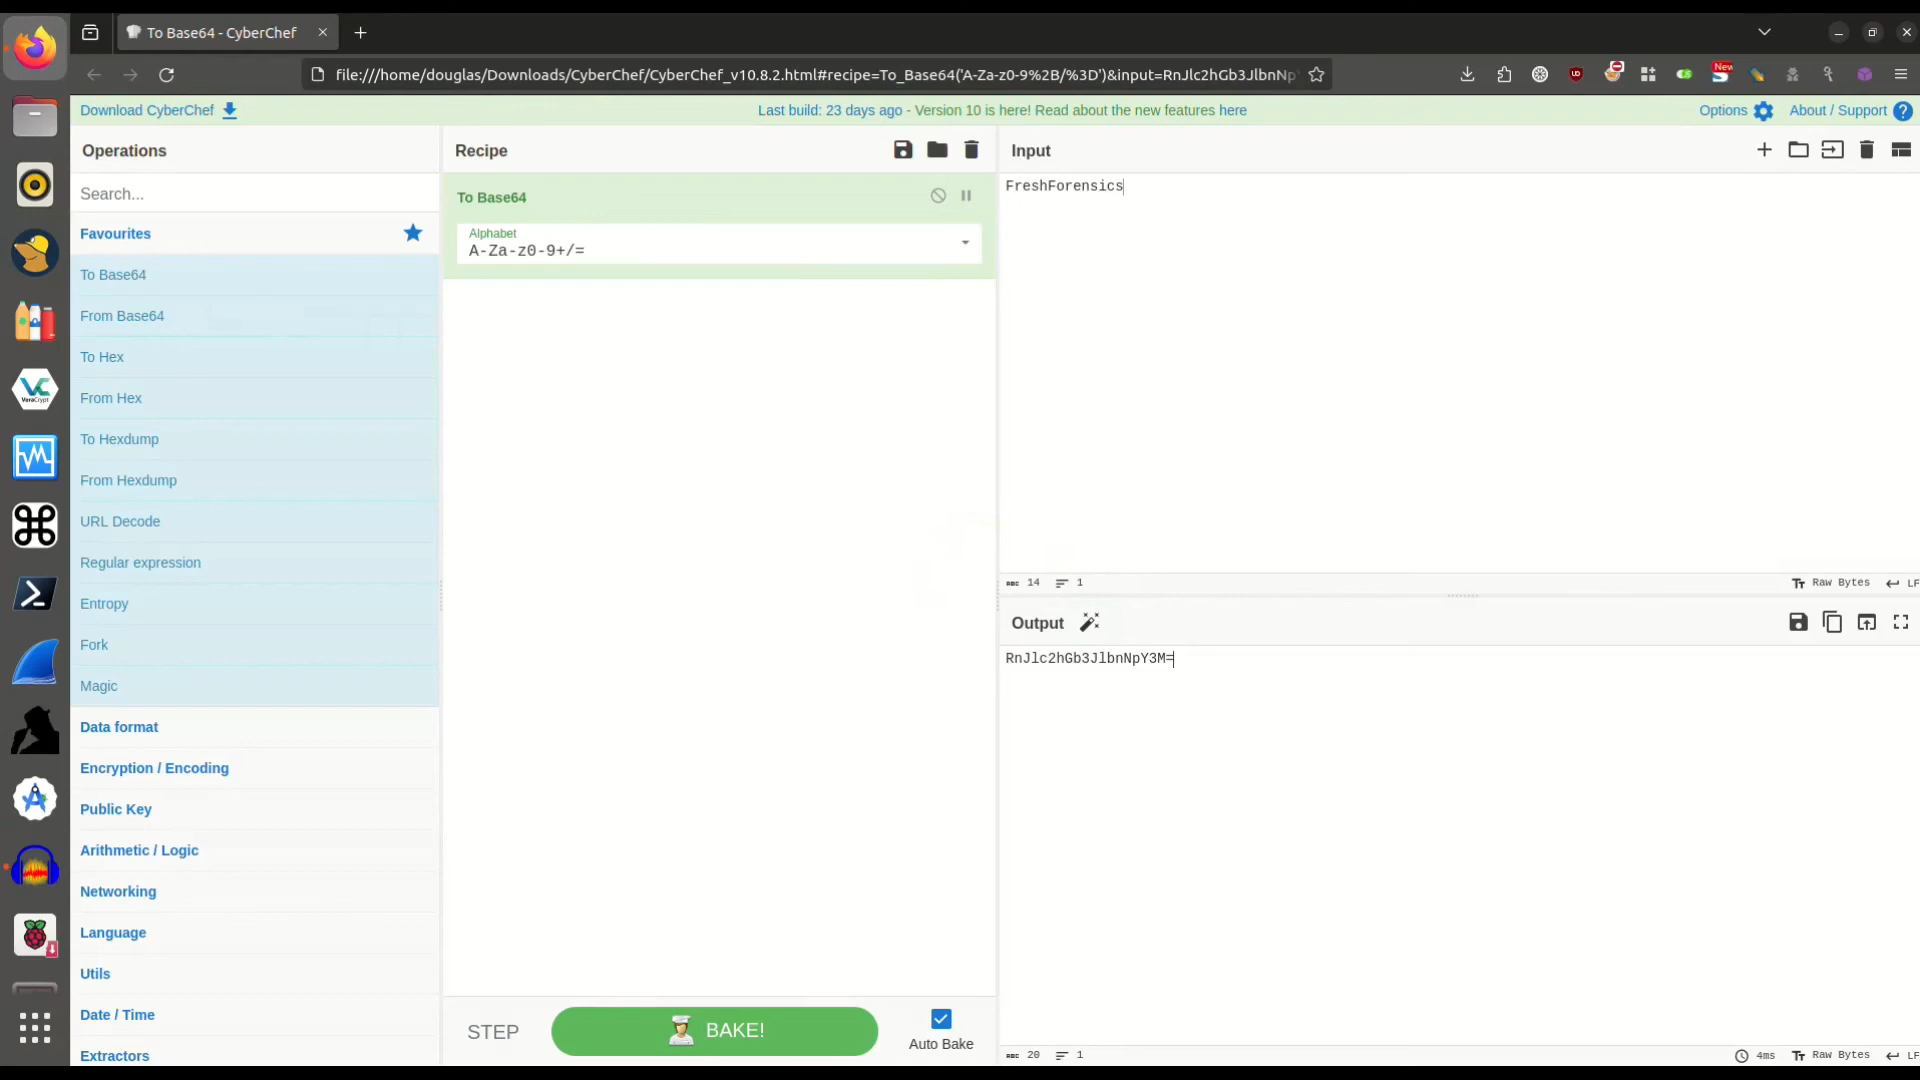 To Base64 - CyberChef
file:///home/douglas/Downloads/CyberChef/CyberChef_v10.8.2.html#recipe=To_Base64('A-Za-z0-9%2B/%3D')&input=RnJlc2hGb3JlbnNp
New
Download CyberChef
Last build: 23 days ago - Version 10 is here! Read about the new features here
Options
About / Support
Operations
Recipe
Input
Search...
To Base64
FreshForensics
Favourites
Alphabet
A-Za-z0-9+/=
To Base64
From Base64
To Hex
From Hex
To Hexdump
From Hexdump
URL Decode
Regular expression
Entropy
Fork
Magic
Data format
Encryption / Encoding
Public Key
Arithmetic / Logic
Networking
Language
Utils
Date / Time
Extractors
STEP
BAKE!
Auto Bake
14
1
Raw Bytes
LF
Output
RnJlc2hGb3JlbnNpY3M=
20
1
4ms
Raw Bytes
LF
VC
VeraCrypt